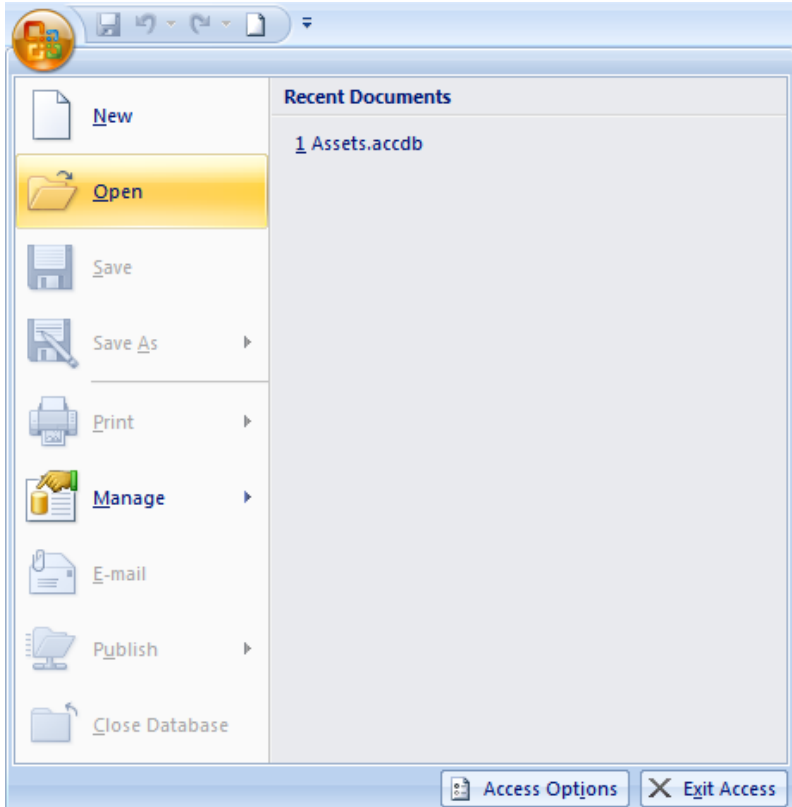 New
Open
Save
Save As
Print
Manage
E-mail
Publish
Close Database
Recent Documents
1 Assets.accdb
Access Options
Exit Access